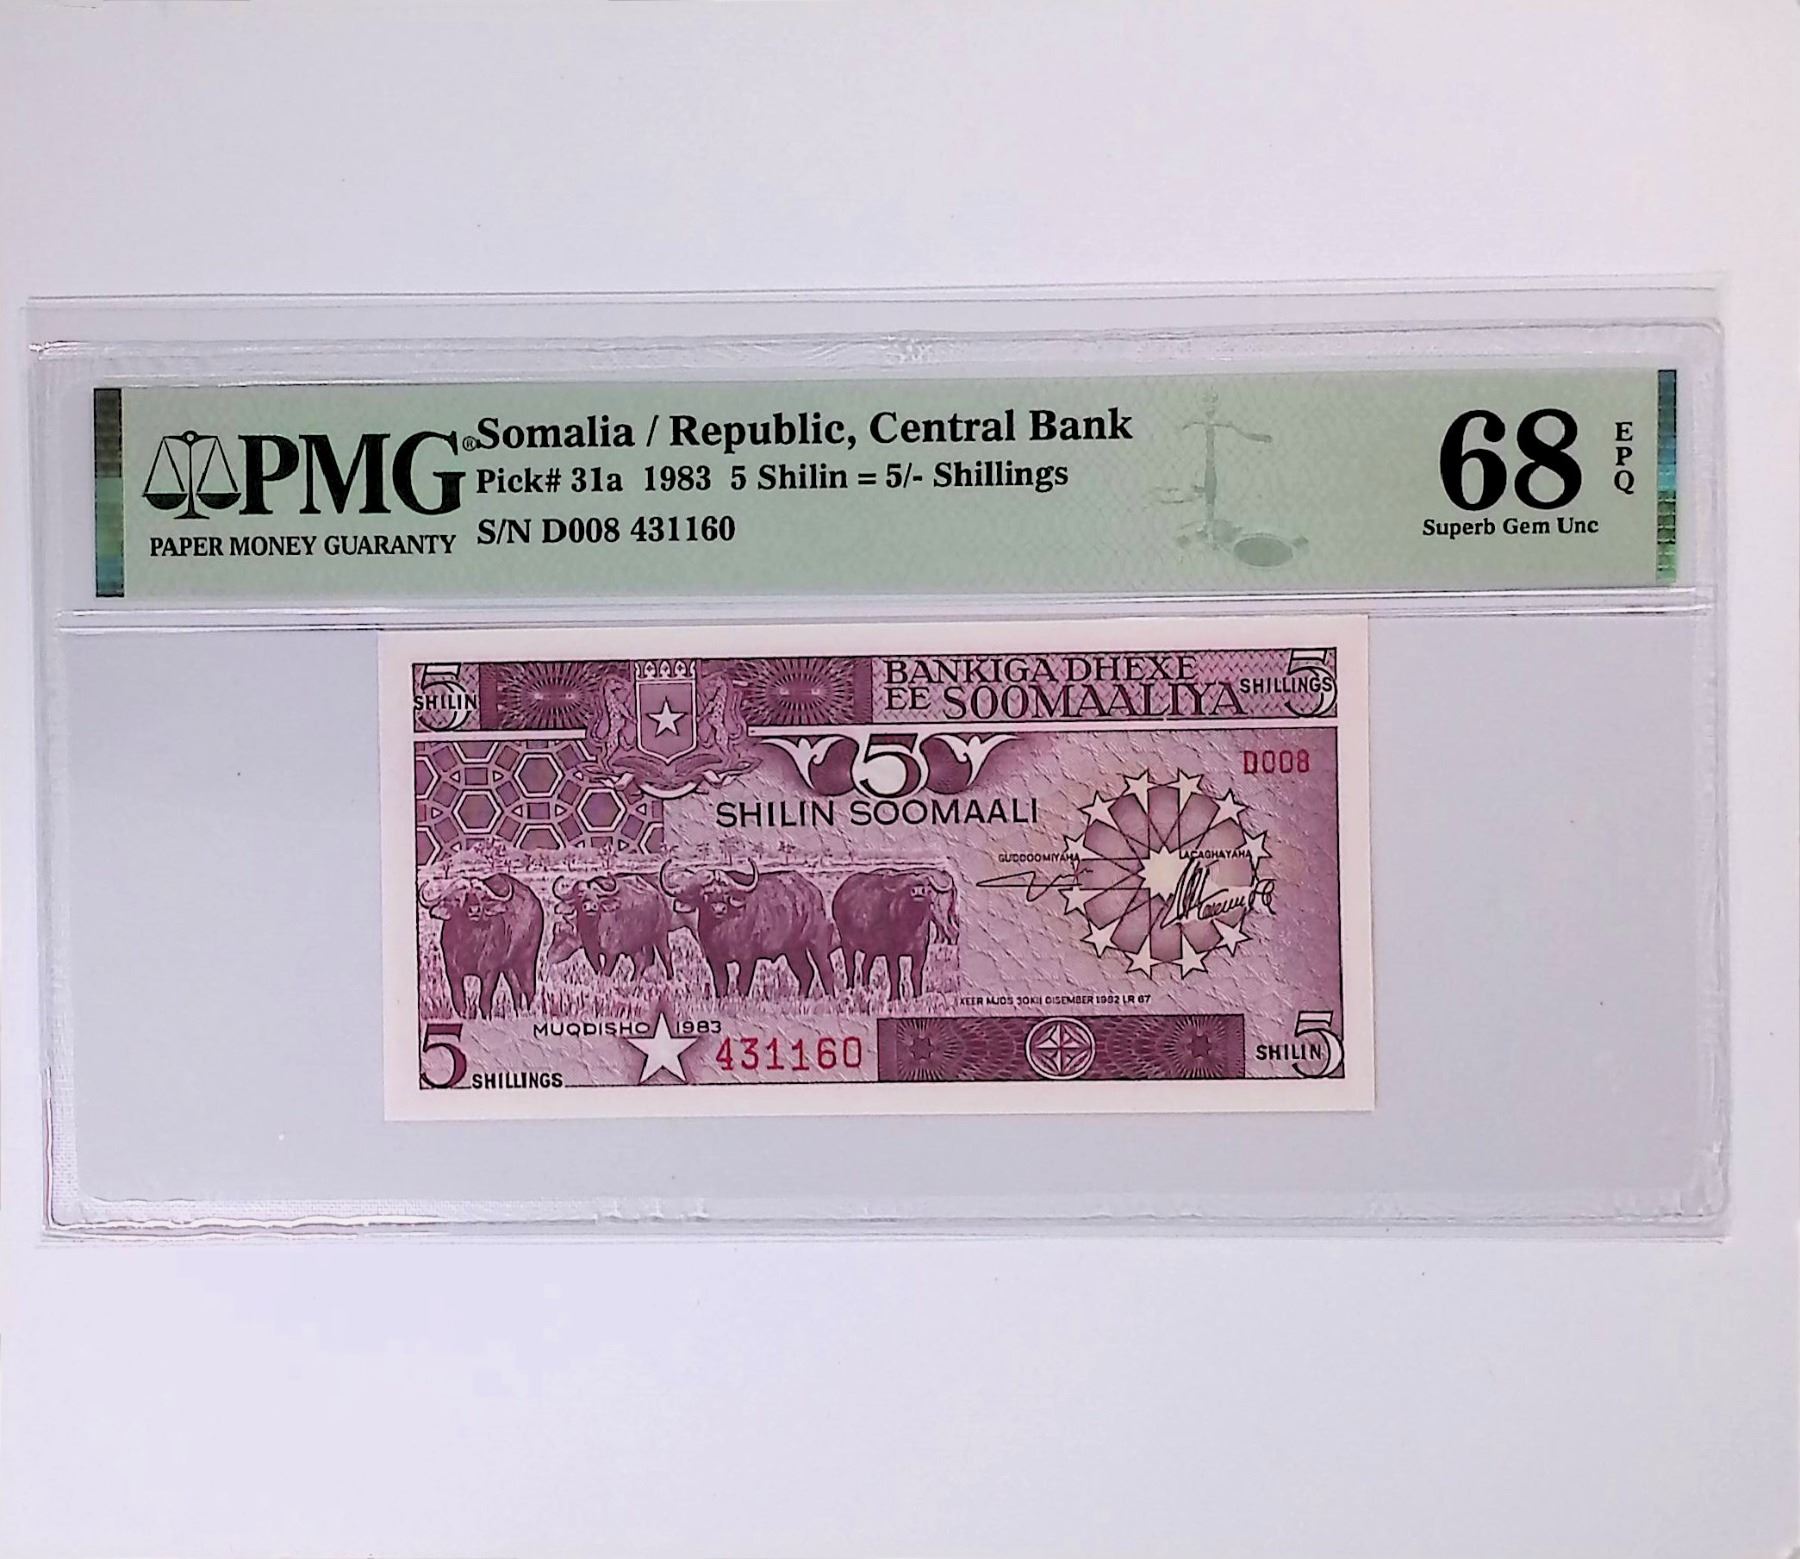 PMG®
PAPER MONEY GUARANTY
Somalia / Republic, Central Bank
Pick# 31a 1983 5 Shilin = 5/- Shillings
S/N D008 431160
68
EPQ
Superb Gem Unc
5
SHILIN
BANKIGA DHEXE
EE SOOMAALIYA
5
SHILLINGS
5
SHILIN SOOMAALI
D008
GUDDOOMIYAHA
LACAGHAYAHA
XEER MJDS 30KII DISEMBER 1982 LR 67
MUQDISHO 1983
5
SHILLINGS
431160
SHILIN
5